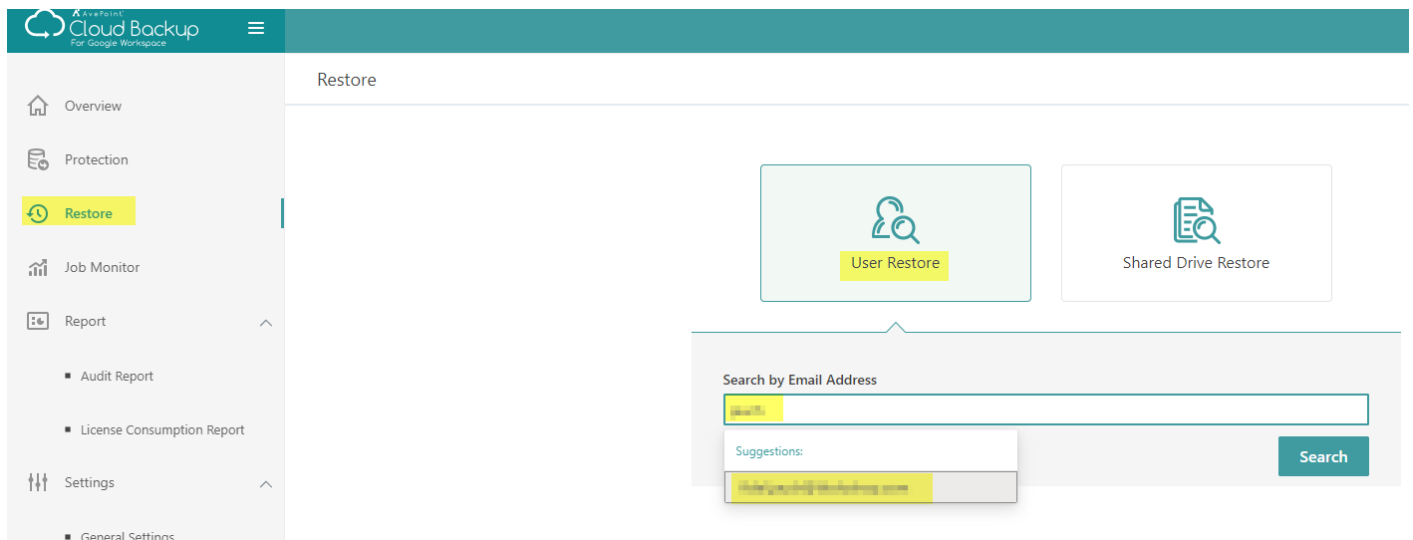 AvePoint
Cloud Backup
For Google Workspace
Restore
Overview
Protection
Restore
Job Monitor
Report
Audit Report
License Consumption Report
Settings
General Settings
User Restore
Shared Drive Restore
Search by Email Address
Suggestions:
Search